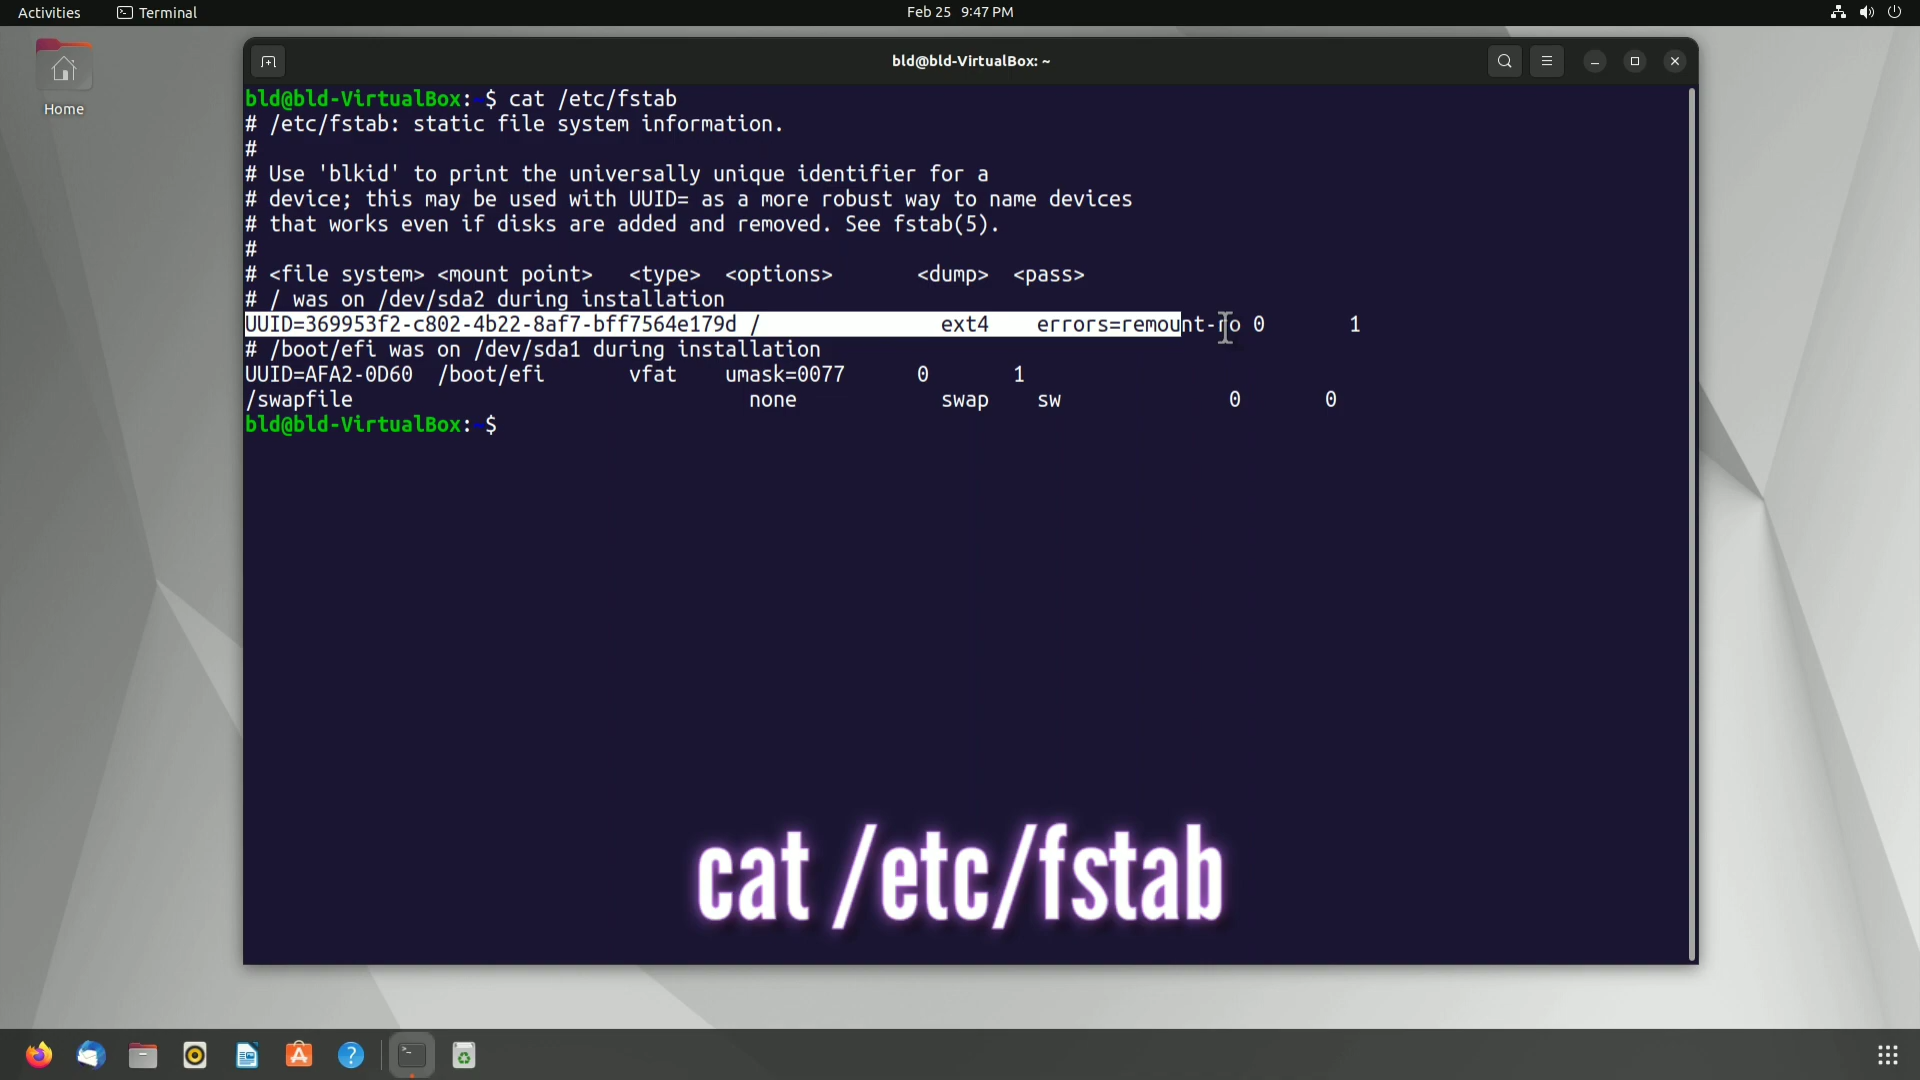 Activities Terminal Feb 25 9:47 PM
Home
bld@bld-VirtualBox: ~
bld@bld-VirtualBox:~$ cat /etc/fstab
# /etc/fstab: static file system information.
#
# Use 'blkid' to print the universally unique identifier for a
# device; this may be used with UUID= as a more robust way to name devices
# that works even if disks are added and removed. See fstab(5).
#
# <file system> <mount point>   <type>  <options>       <dump>  <pass>
# / was on /dev/sda2 during installation
UUID=369953f2-c802-4b22-8af7-bff7564e179d /               ext4    errors=remount-ro 0       1
# /boot/efi was on /dev/sda1 during installation
UUID=AFA2-0D60  /boot/efi       vfat    umask=0077      0       1
/swapfile                                 none            swap    sw              0       0
bld@bld-VirtualBox:~$
cat /etc/fstab